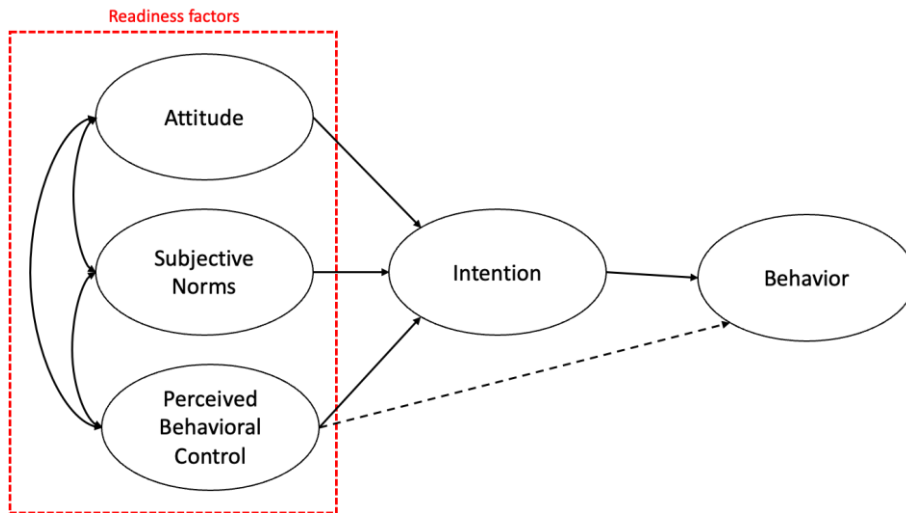 Readiness factors
Attitude
Subjective
Norms
Intention
Behavior
Perceived
Behavioral
Control